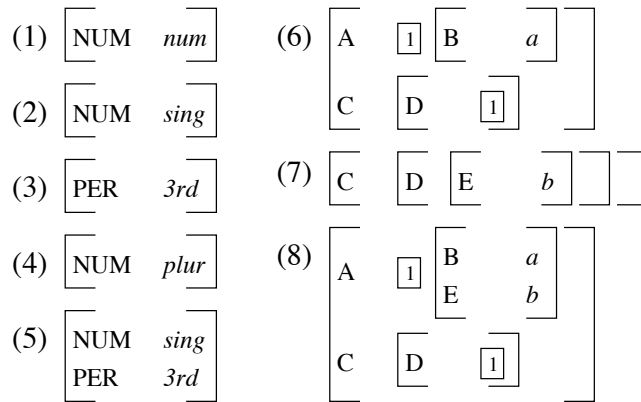 (1) NUM num
(2) NUM sing
(3) PER 3rd
(4) NUM plur
(5) NUM sing
PER 3rd
(6) A 1 B a
C D 1
(7) C D E b
(8) A 1 B a
E b
C D 1